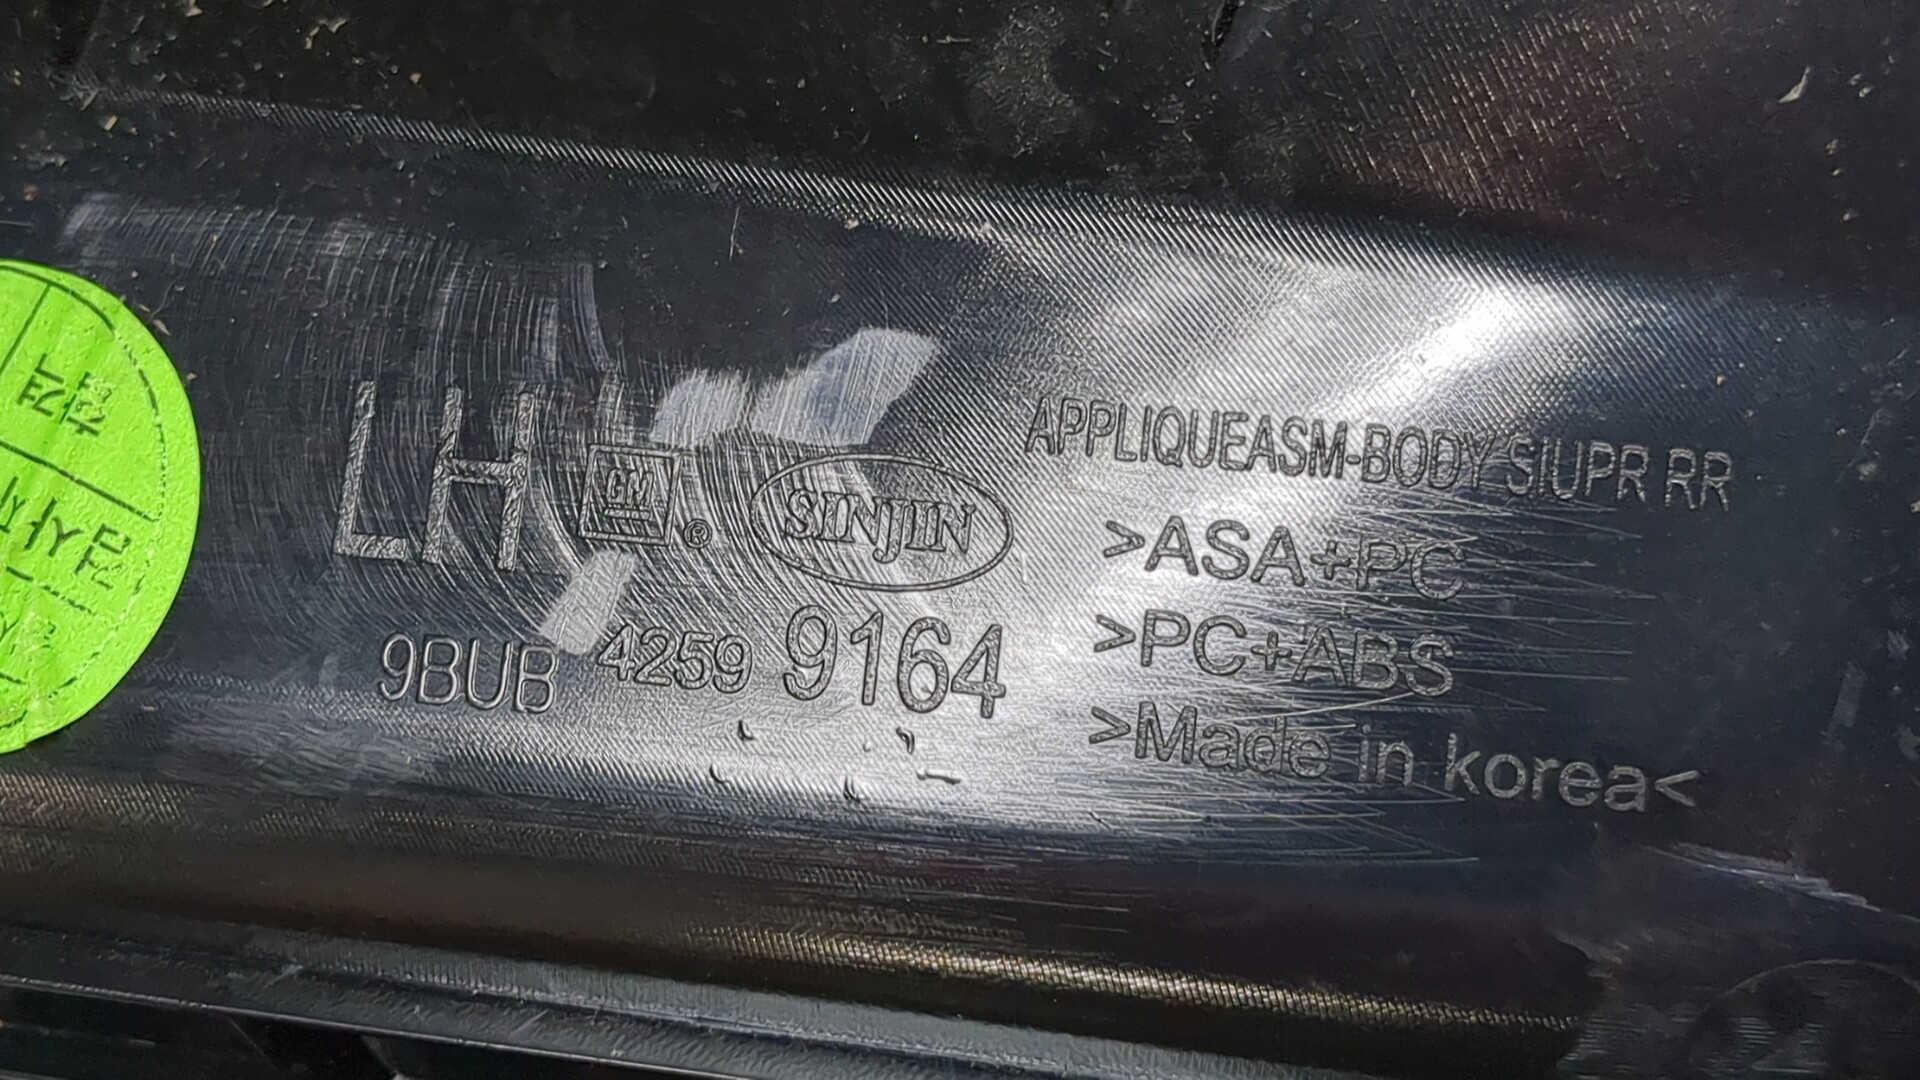 LH GM ® SINJIN
9BUB 4259 9164
APPLIQUEASM-BODY SIUPR RR
>ASA+PC
>PC+ABS
>Made in korea<